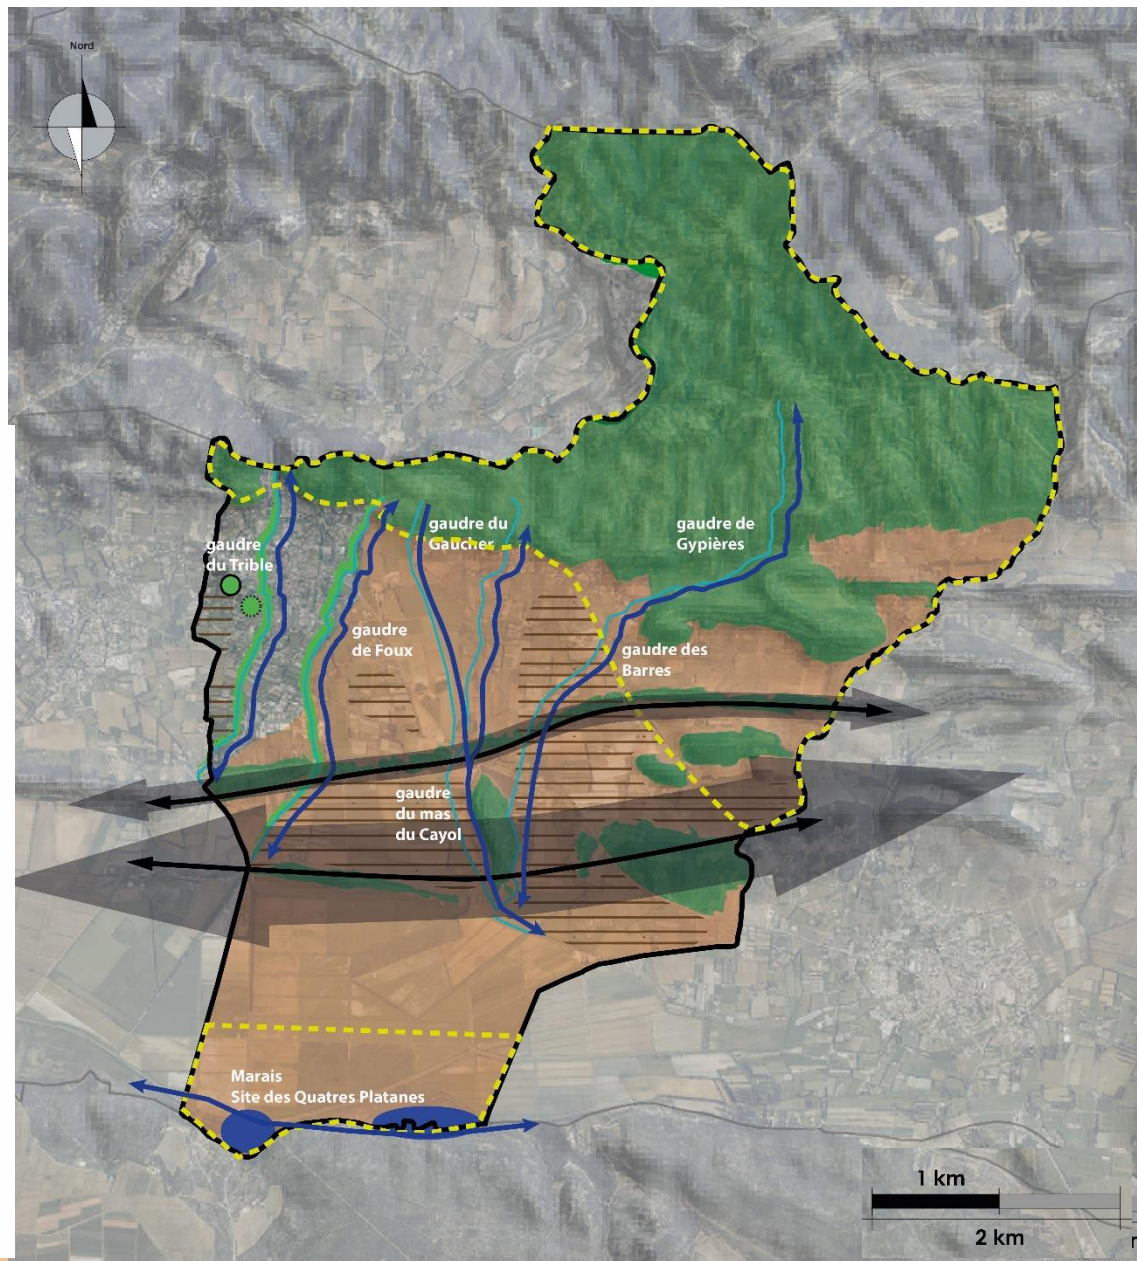 Nord
gaudre
du Trible
gaudre du
Gaucher
gaudre de
Gypières
gaudre
de Foux
gaudre des
Barres
gaudre
du mas
du Cayol
Marais
Site des Quatres Platanes
1 km
2 km